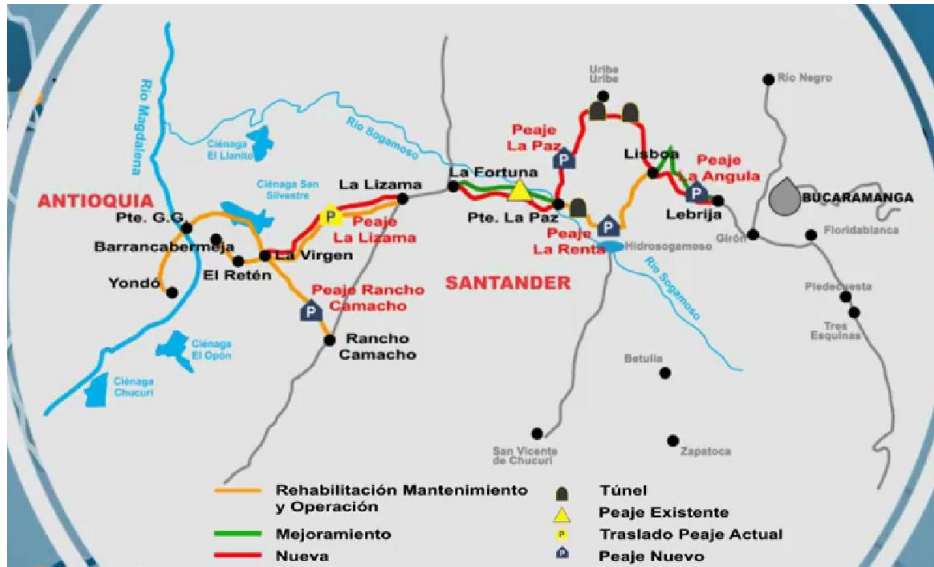 Uribe
Uribe
Río Negro
Río Magdalena
Río Sogamoso
Peaje
La Paz
Ciénaga
El Llanito
Lisboa
Peaje
La Angula
La Fortuna
La Lizama
Ciénaga San
Silvestre
ANTIOQUIA
BUCARAMANGA
Pte. G.G.
P
Peaje
La Lizama
Pte. La Paz
Lebrija
Peaje
La Renta
Girón
Floridablanca
Barrancabermeja
Hidrosogamoso
La Virgen
El Retén
Yondó
SANTANDER
Río Sogamoso
Piedecuesta
Peaje Rancho
Camacho
P
P
P
P
P
Tres
Esquinas
Rancho
Camacho
Ciénaga
El Opón
Betulia
Ciénaga
Chucurí
San Vicente
de Chucurí
Zapatoca
Rehabilitación Mantenimiento
y Operación
Mejoramiento
Nueva
Túnel
Peaje Existente
P
Traslado Peaje Actual
P
Peaje Nuevo